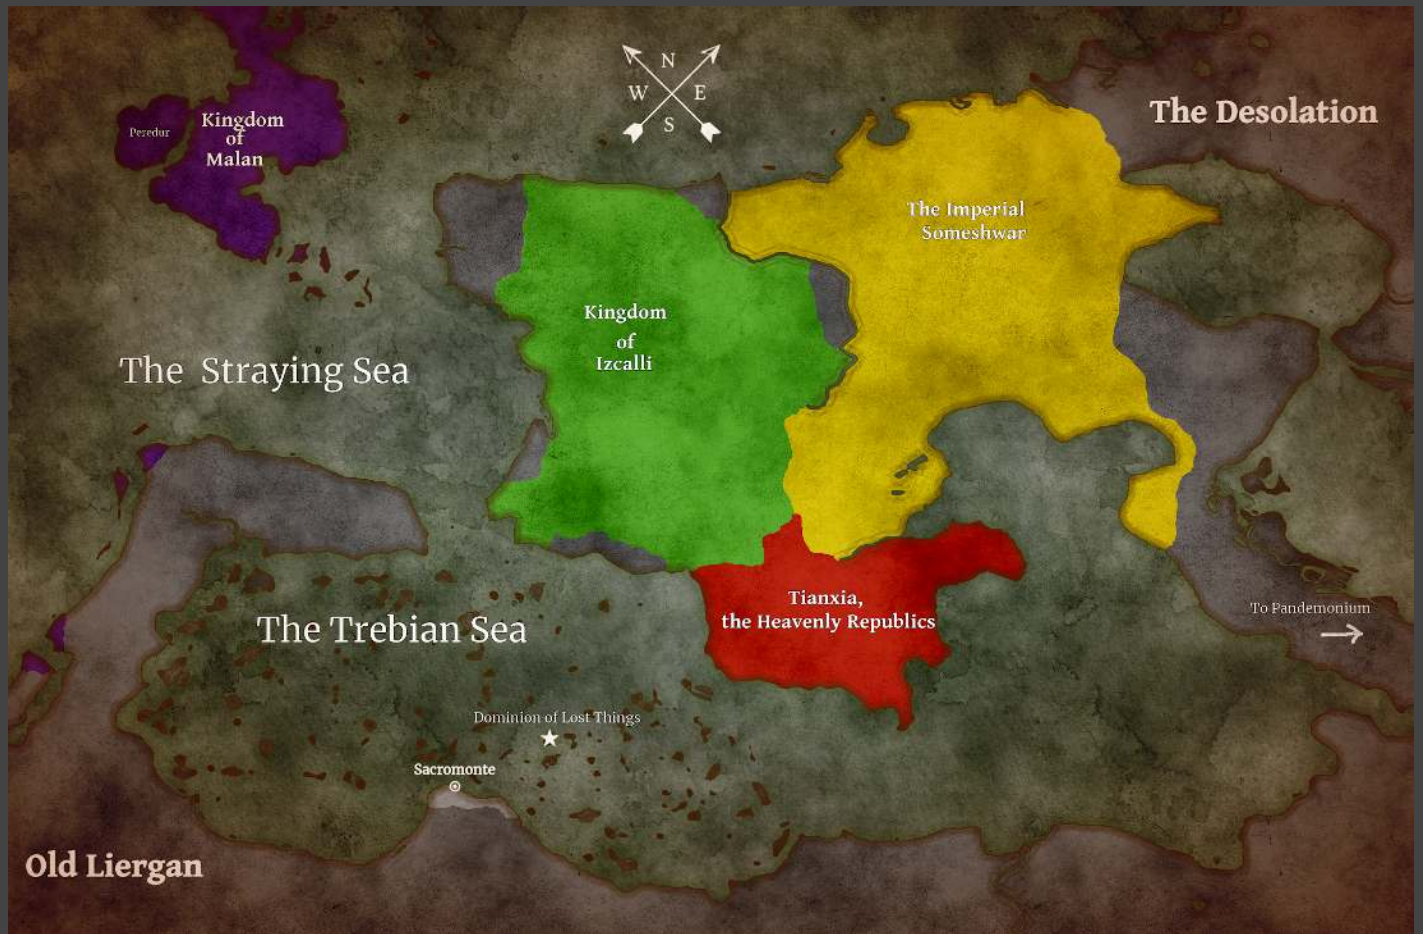 N
W E
S
The Desolation
Peredur
Kingdom
of
Malan
The Imperial
Someshwar
Kingdom
of
Izcalli
The Straying Sea
Tianxia,
the Heavenly Republics
To Pandemonium
The Trebian Sea
Dominion of Lost Things
Sacromonte
Old Liergan